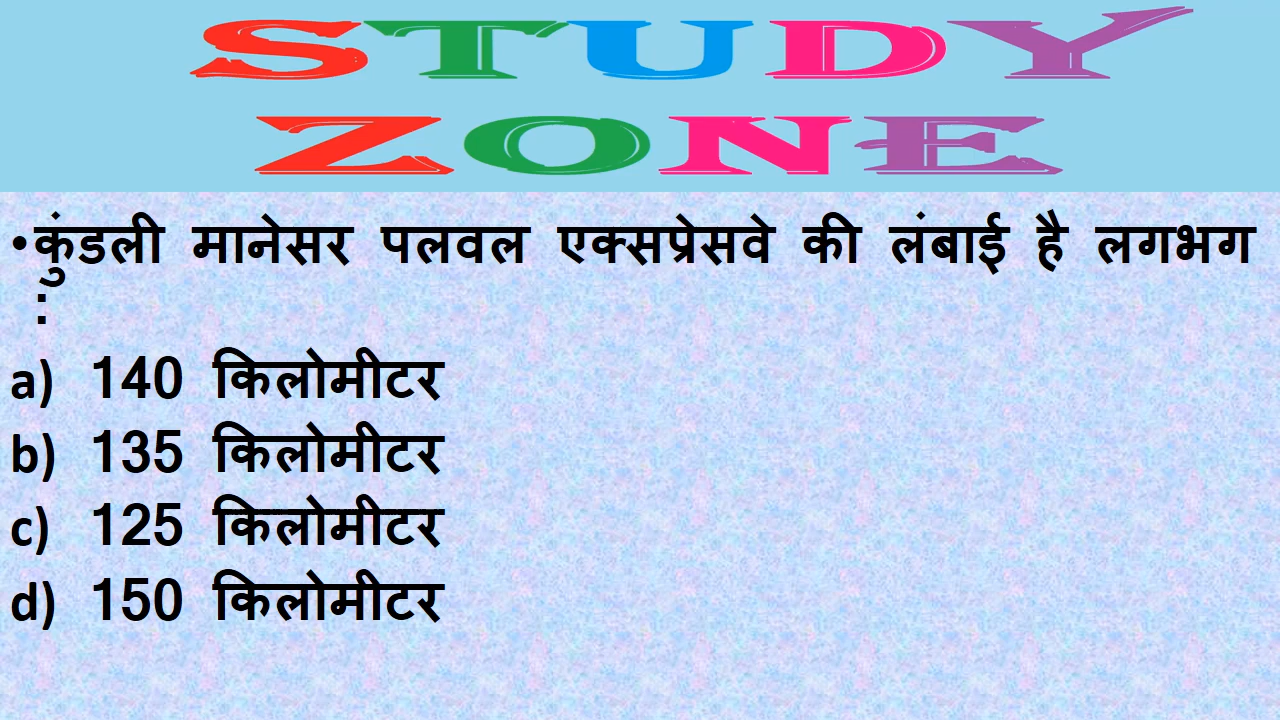 STUDY
ZONE
•कुंडली मानेसर पलवल एक्सप्रेसवे की लंबाई है लगभग
:
a) 140 किलोमीटर
b) 135 किलोमीटर
c) 125 किलोमीटर
d) 150 किलोमीटर